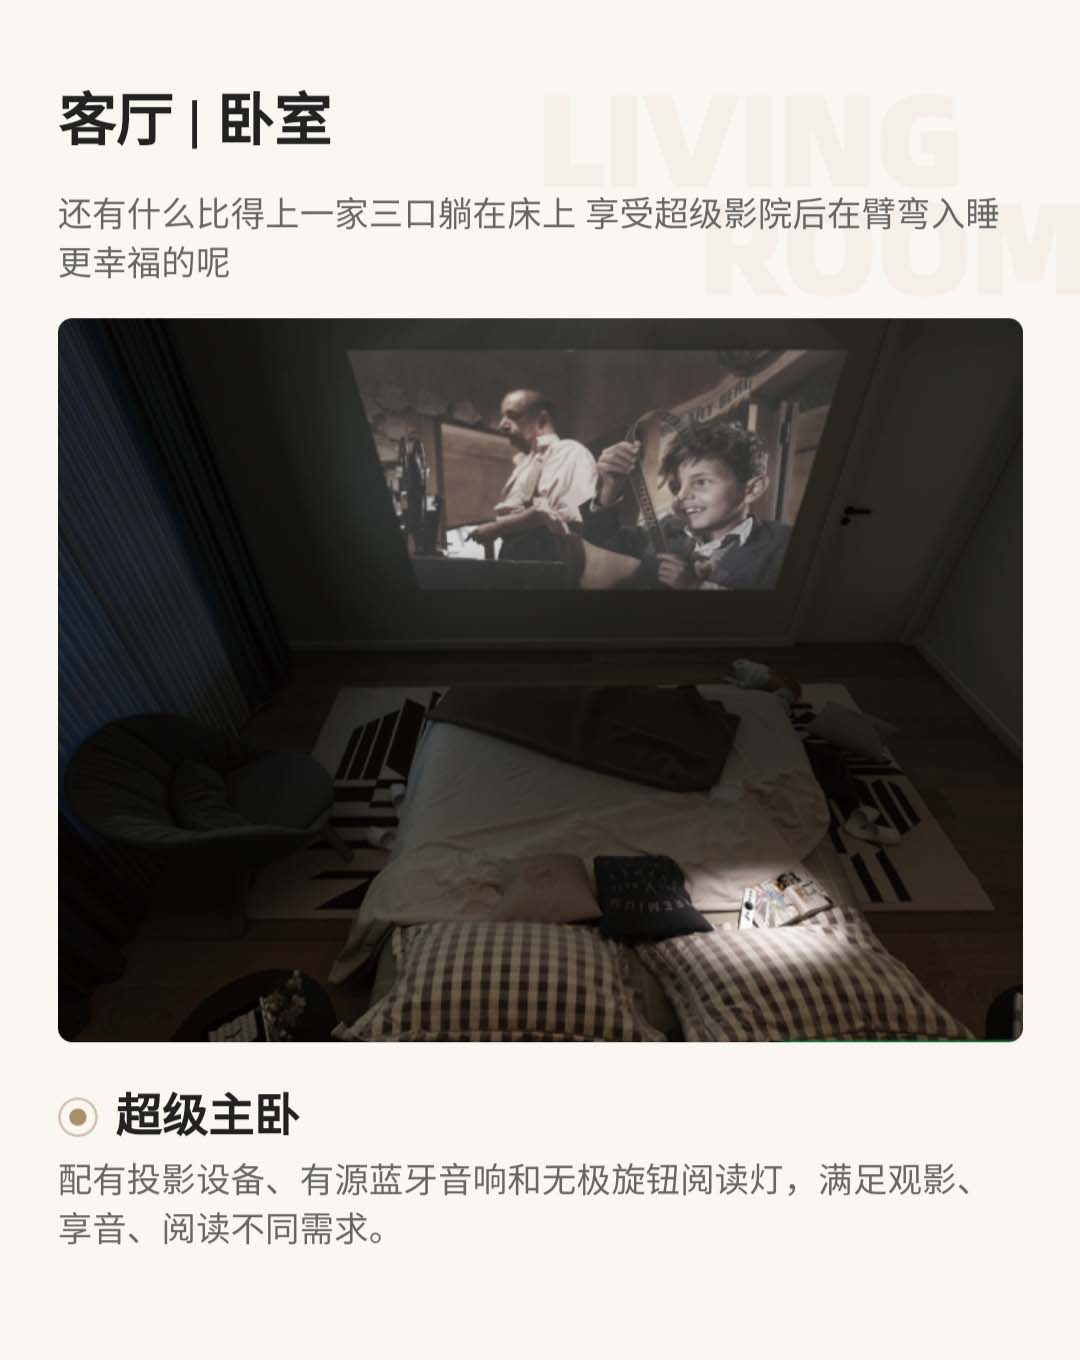 客厅 | 卧室
LIVING
ROOM
还有什么比得上一家三口躺在床上 享受超级影院后在臂弯入睡
更幸福的呢
超级主卧
配有投影设备、有源蓝牙音响和无极旋钮阅读灯，满足观影、
享音、阅读不同需求。